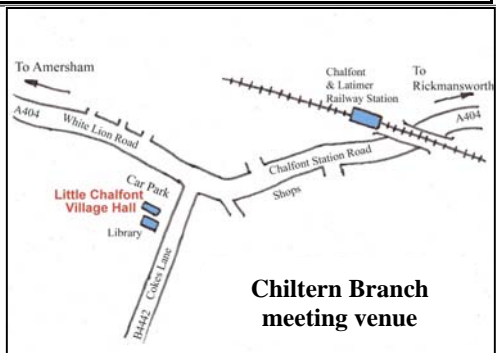 To Amersham
A404
White Lion Road
Chalfont
& Latimer
Railway Station
To
Rickmansworth
A404
Chalfont Station Road
Shops
Car Park
Little Chalfont
Village Hall
Library
Cokes Lane
B4442
Chiltern Branch
meeting venue